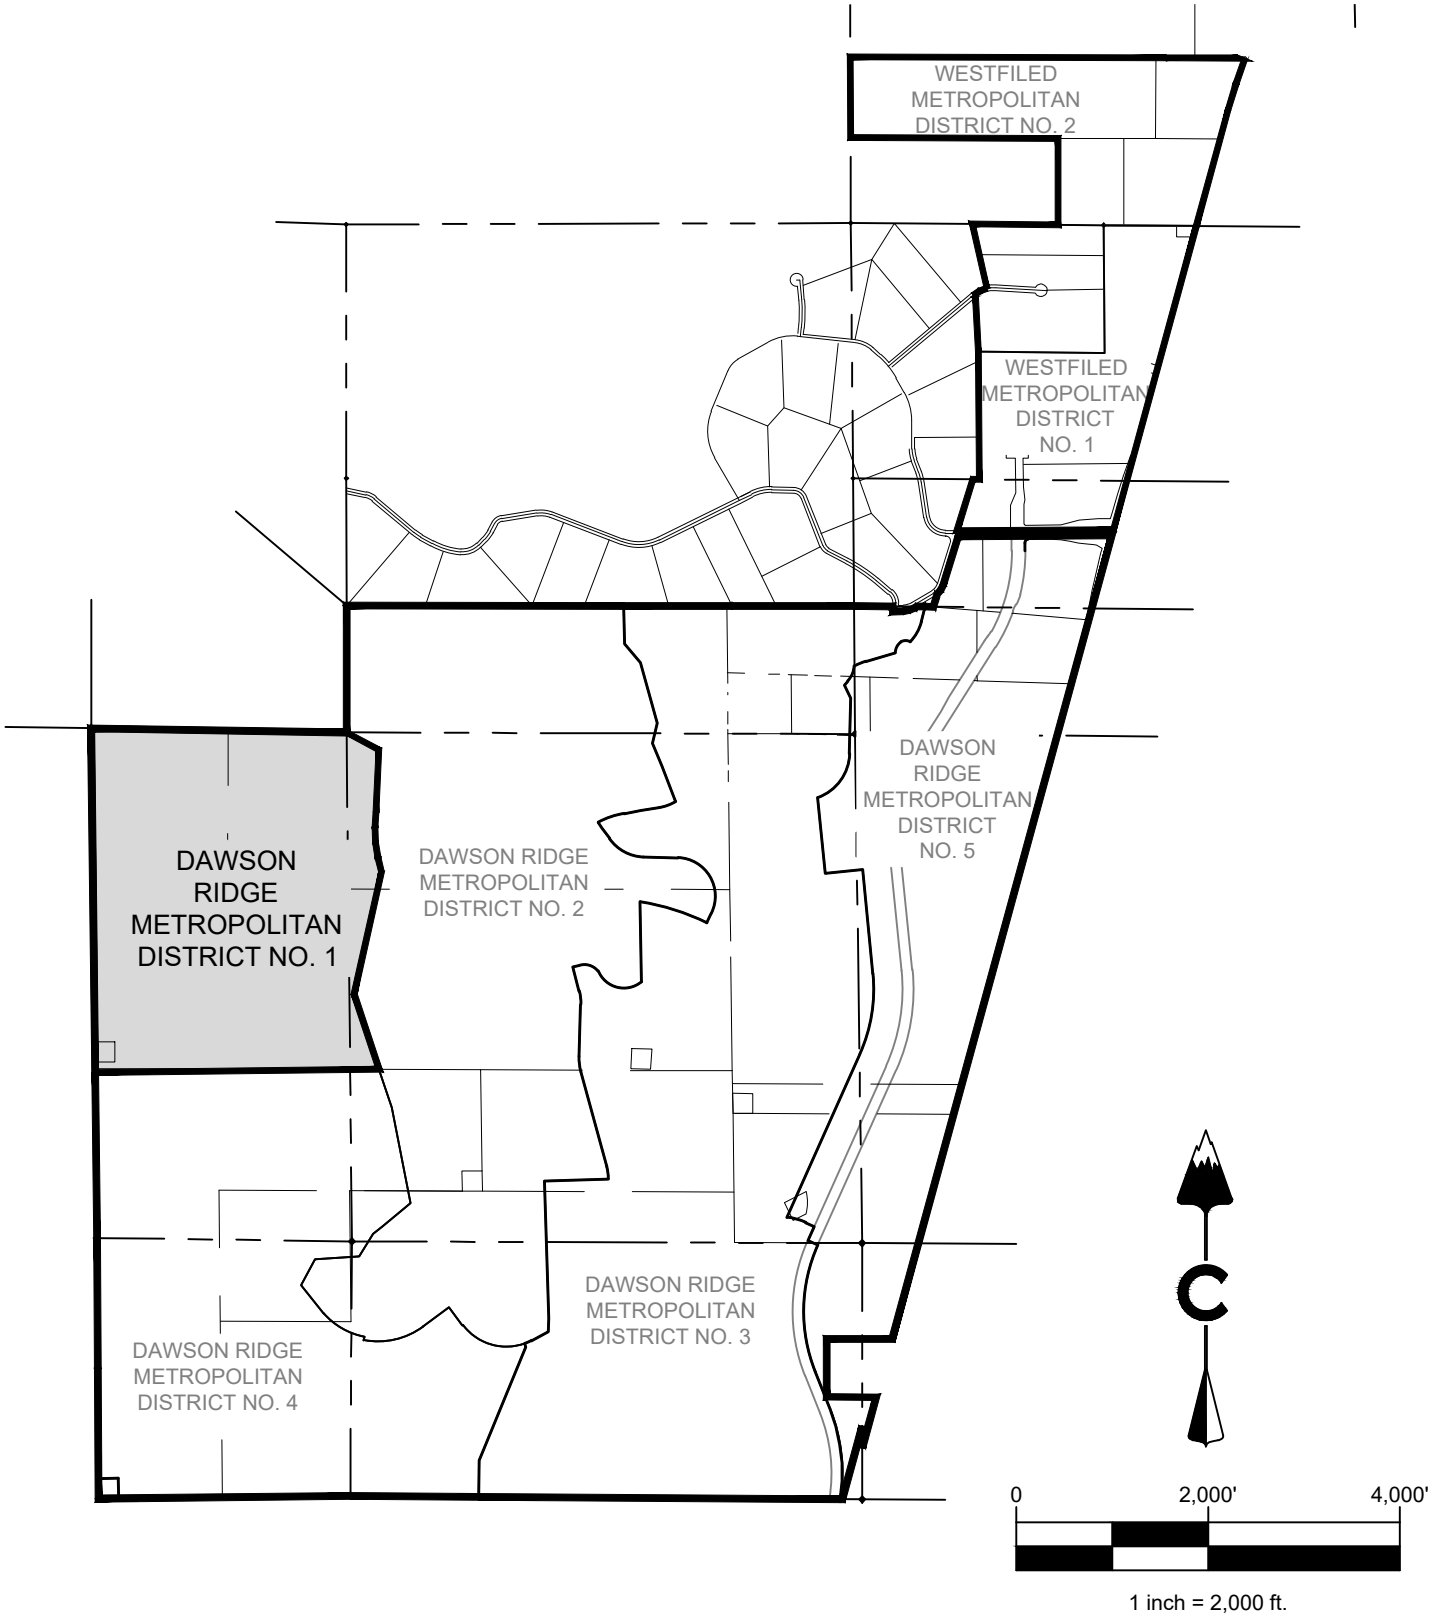 WESTFILED
METROPOLITAN
DISTRICT NO. 2
WESTFILED
METROPOLITAN
DISTRICT
NO. 1
DAWSON
RIDGE
METROPOLITAN
DISTRICT
NO. 5
DAWSON
RIDGE
METROPOLITAN
DISTRICT NO. 1
DAWSON RIDGE
METROPOLITAN
DISTRICT NO. 2
DAWSON RIDGE
METROPOLITAN
DISTRICT NO. 3
DAWSON RIDGE
METROPOLITAN
DISTRICT NO. 4
C
0 2,000' 4,000'
1 inch = 2,000 ft.